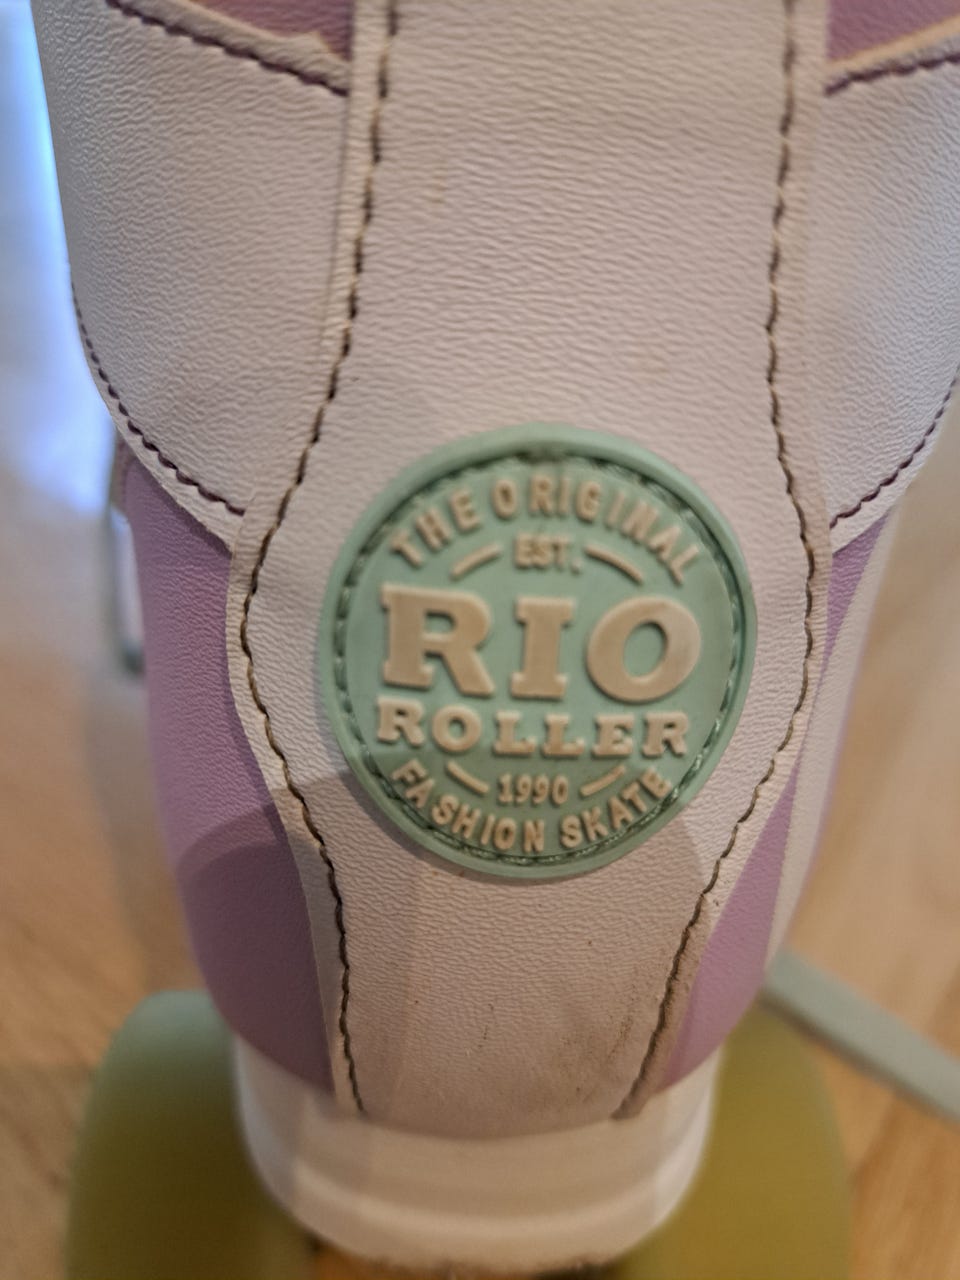 THE ORIGINAL
EST.
RIO
ROLLER
1990
FASHION SKATE